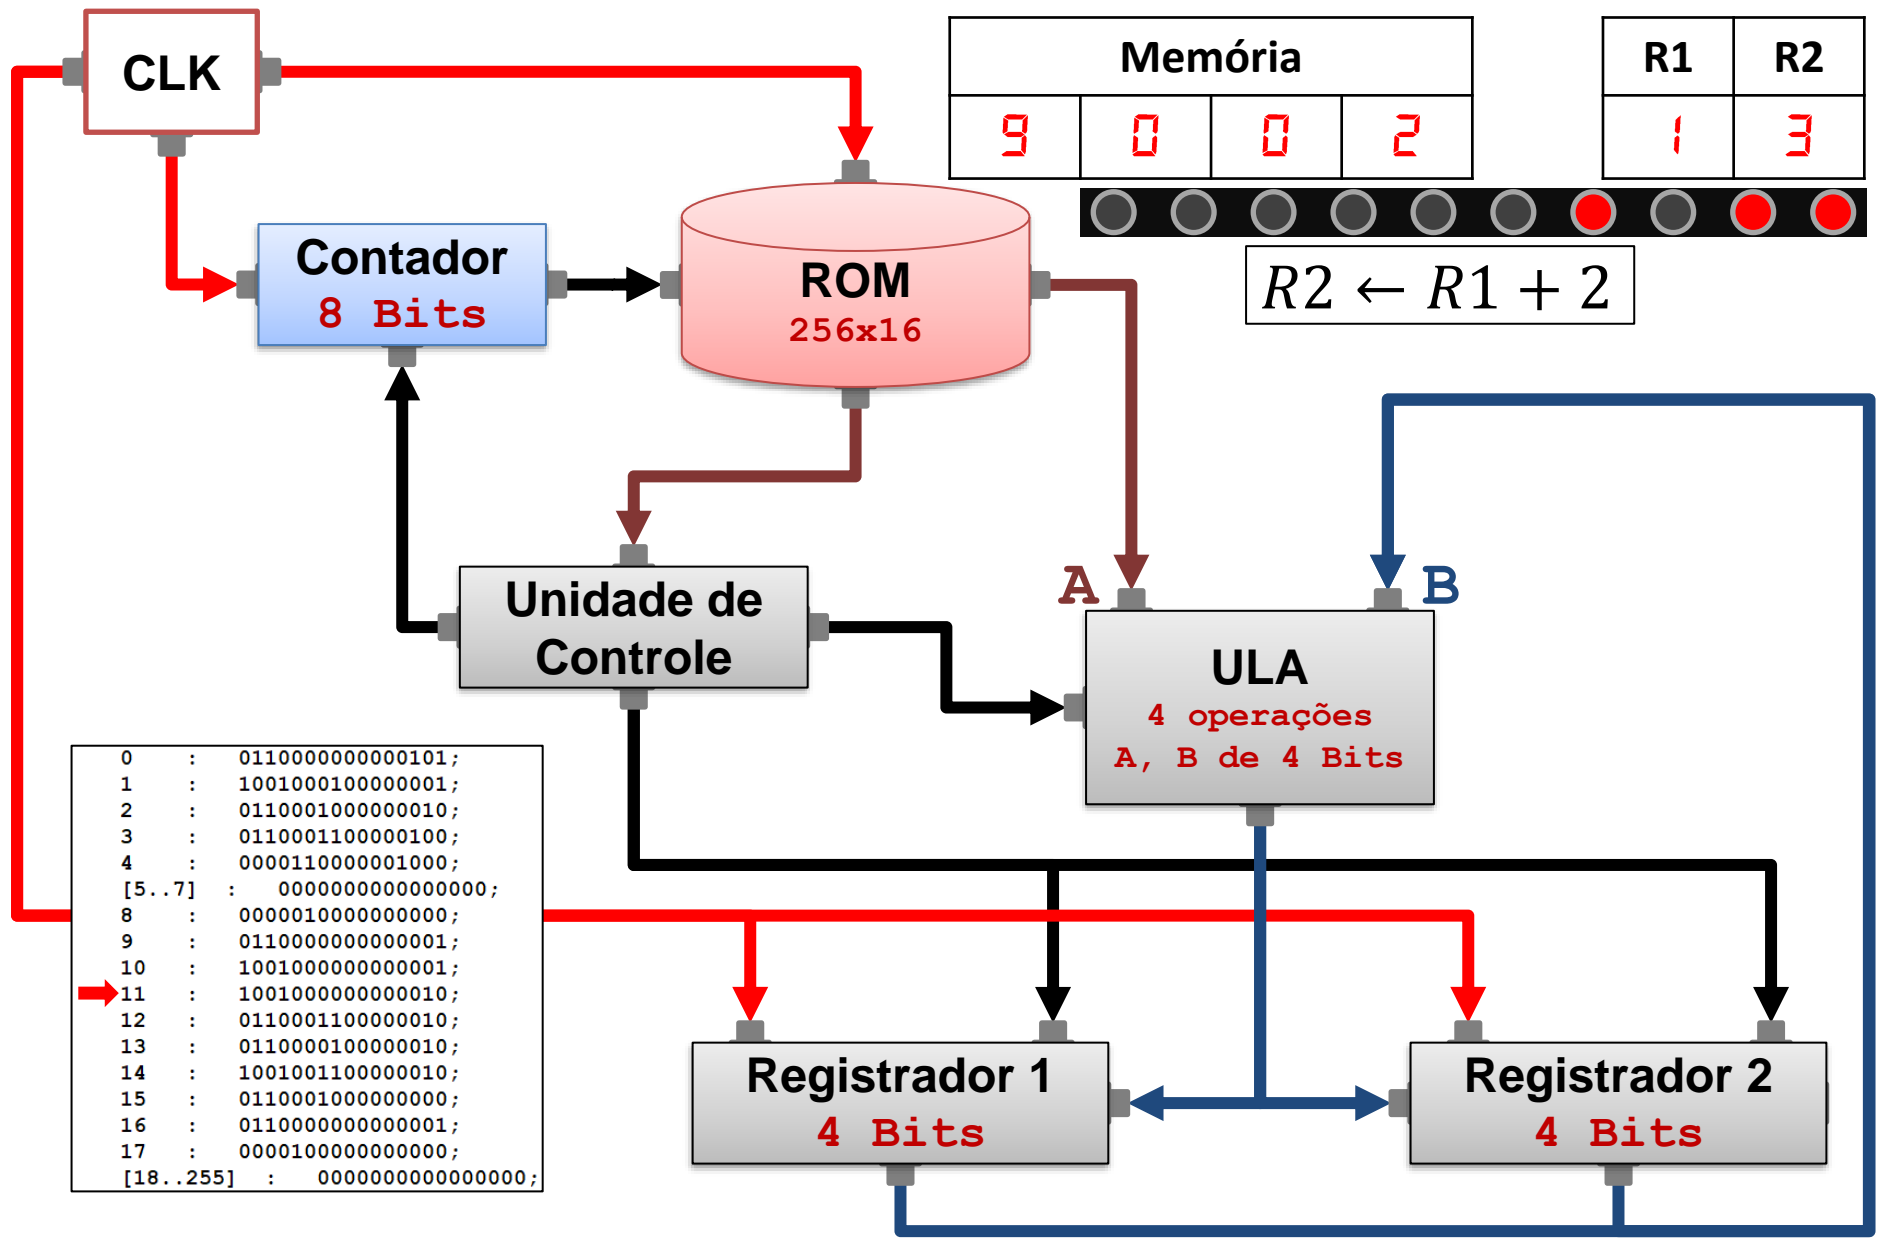 CLK
Memória
9 0 0 2
R1 R2
1 3
R2 ← R1 + 2
Contador
8 Bits
ROM
256x16
Unidade de
Controle
A
B
ULA
4 operações
A, B de 4 Bits
0 : 0110000000000101;
1 : 1001000100000001;
2 : 0110001000000010;
3 : 0110001100000100;
4 : 0000110000001000;
[5..7] : 0000000000000000;
8 : 0000010000000000;
9 : 0110000000000001;
10 : 1001000000000001;
11 : 1001000000000010;
12 : 0110001100000010;
13 : 0110000100000010;
14 : 1001001100000010;
15 : 0110001000000000;
16 : 0110000000000001;
17 : 0000100000000000;
[18..255] : 0000000000000000;
Registrador 1
4 Bits
Registrador 2
4 Bits